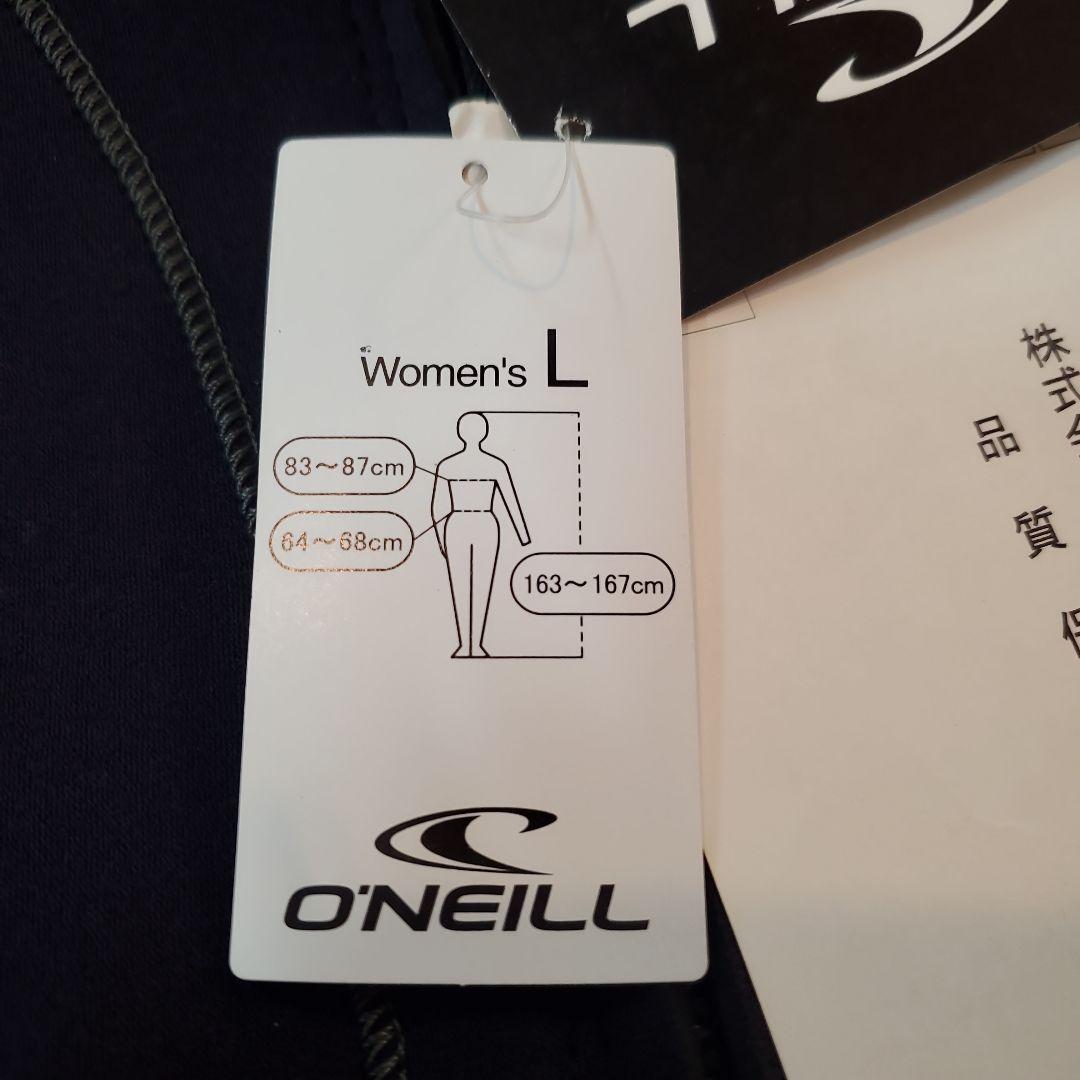 Women's L
83～87cm
64～68cm
163～167cm
O'NEILL
株式
品質